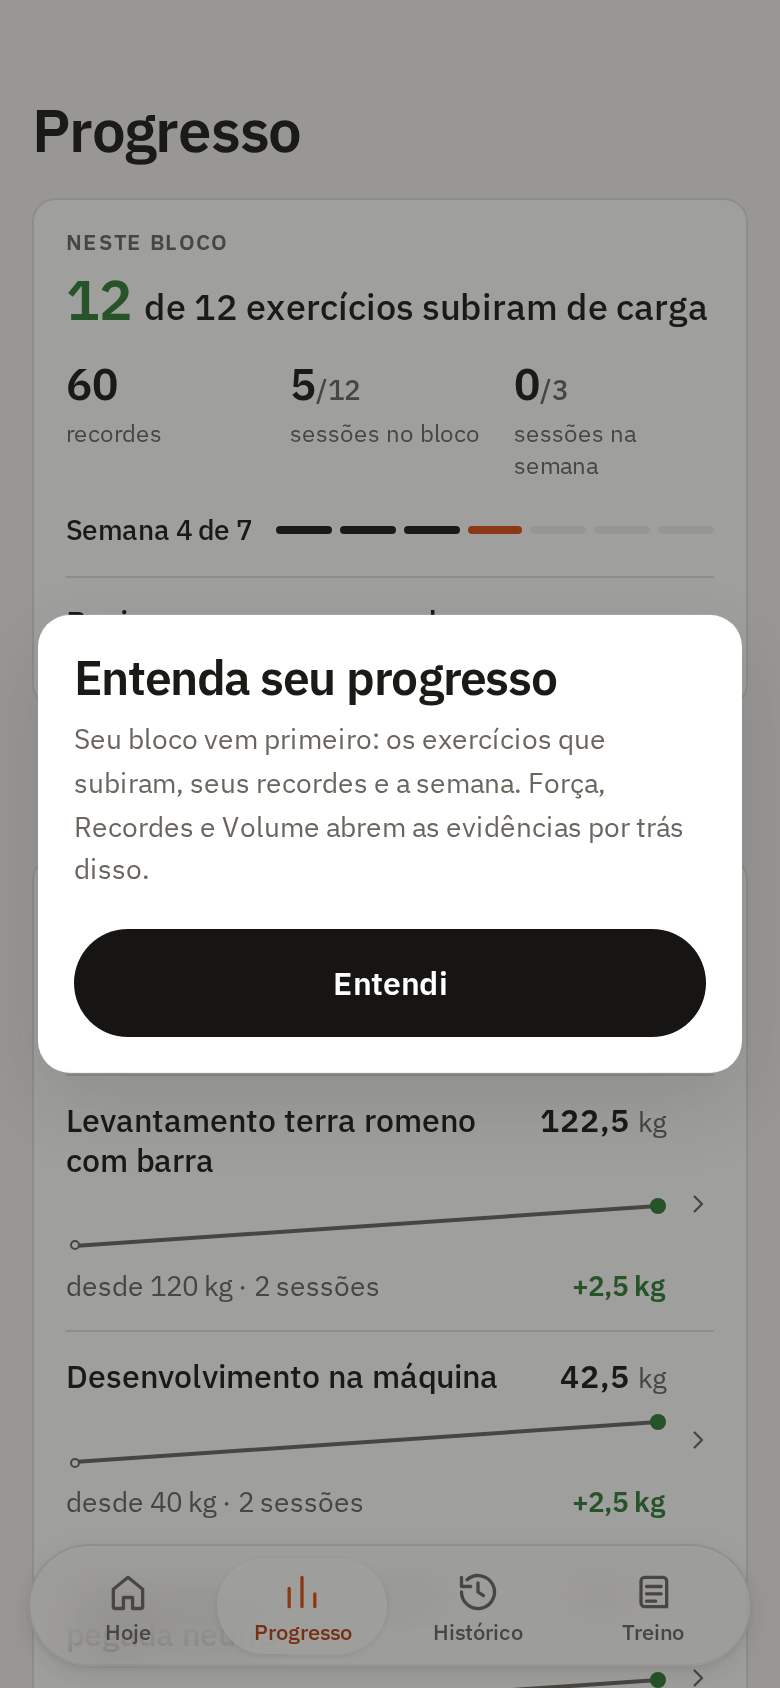 Progresso
NESTE BLOCO
12 de 12 exercícios subiram de carga
60
5/12
0/3
recordes
sessões no bloco
sessões na
semana
Semana 4 de 7
Entenda seu progresso
Seu bloco vem primeiro: os exercícios que
subiram, seus recordes e a semana. Força,
Recordes e Volume abrem as evidências por trás
disso.
Entendi
Levantamento terra romeno
com barra
122,5 kg
desde 120 kg · 2 sessões
+2,5 kg
Desenvolvimento na máquina
42,5 kg
desde 40 kg · 2 sessões
+2,5 kg
pegada
Hoje
Progresso
Histórico
Treino